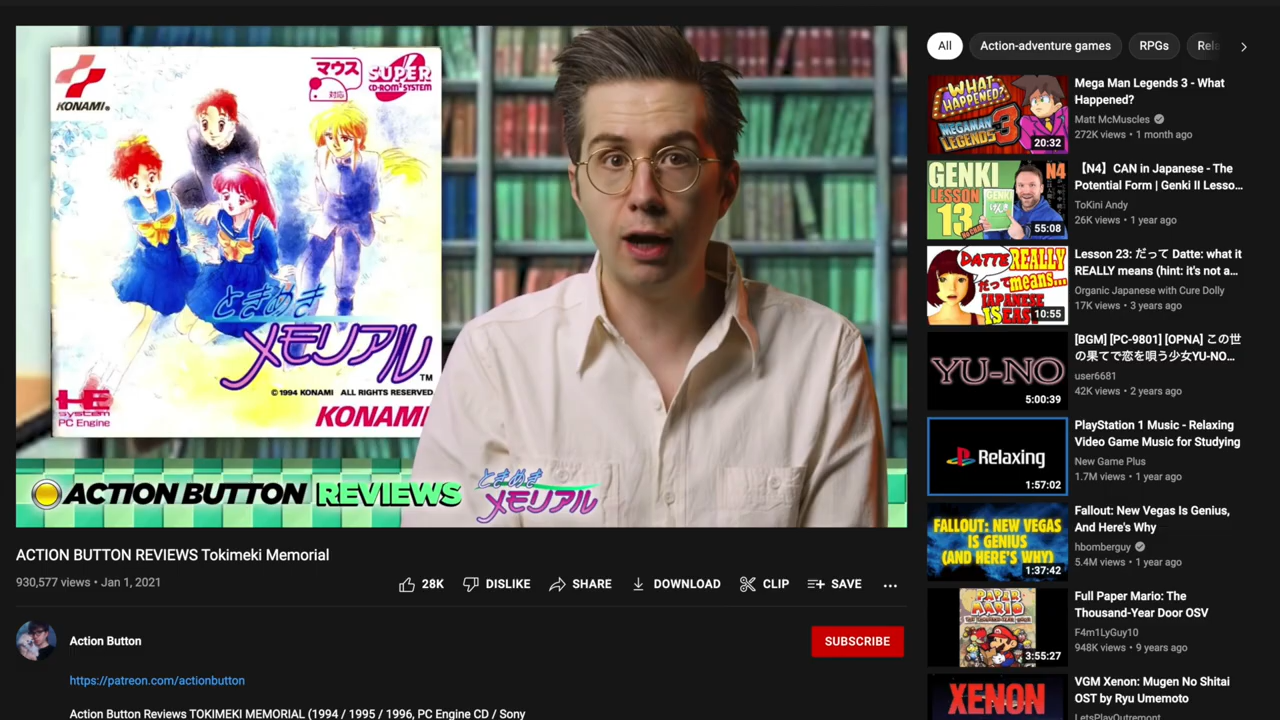 KONAMI®
マウス
対応
SUPER
CD-ROM² SYSTEM
ときめき
メモリアル
TM
© 1994 KONAMI ALL RIGHTS RESERVED
HE
system
PC Engine
KONAMI
ACTION BUTTON REVIEWS
ときめき
メモリアル
ACTION BUTTON REVIEWS Tokimeki Memorial
930,577 views • Jan 1, 2021
28K
DISLIKE
SHARE
DOWNLOAD
CLIP
SAVE
Action Button
SUBSCRIBE
https://patreon.com/actionbutton
Action Button Reviews TOKIMEKI MEMORIAL (1994 / 1995 / 1996, PC Engine CD / Sony
All
Action-adventure games
RPGs
Rela
WHAT
HAPPENED?
MEGAMAN
LEGENDS 3
20:32
Mega Man Legends 3 - What
Happened?
Matt McMuscles
272K views • 1 month ago
GENKI
N4
LESSON
13
GENKI
げんき
55:08
【N4】CAN in Japanese - The
Potential Form | Genki II Lesso...
ToKini Andy
26K views • 1 year ago
DATTE
REALLY
だって
means...
JAPANESE
IS EASY
10:55
Lesson 23: だって Datte: what it
REALLY means (hint: it's not a...
Organic Japanese with Cure Dolly
17K views • 3 years ago
YU-NO
5:00:39
[BGM] [PC-9801] [OPNA] この世
の果てで恋を唄う少女YU-NO...
user6681
42K views • 2 years ago
Relaxing
1:57:02
PlayStation 1 Music - Relaxing
Video Game Music for Studying
New Game Plus
1.7M views • 1 year ago
FALLOUT: NEW VEGAS
IS GENIUS
(AND HERE'S WHY)
1:37:42
Fallout: New Vegas Is Genius,
And Here's Why
hbomberguy
5.4M views • 1 year ago
PAPER
MARIO
3:55:27
Full Paper Mario: The
Thousand-Year Door OSV
F4m1LyGuy10
948K views • 9 years ago
XENON
VGM Xenon: Mugen No Shitai
OST by Ryu Umemoto
LetsPlayOutremont